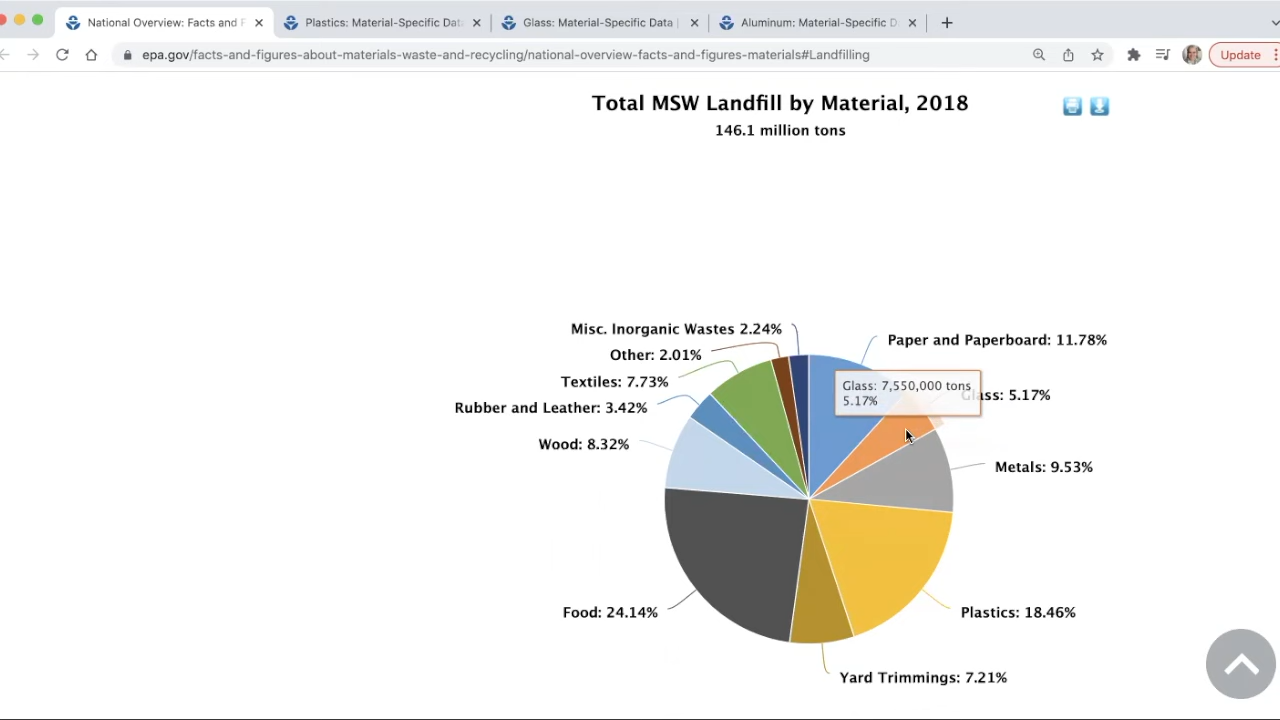 National Overview: Facts and F
Plastics: Material-Specific Data
Glass: Material-Specific Data |
Aluminum: Material-Specific D
epa.gov/facts-and-figures-about-materials-waste-and-recycling/national-overview-facts-and-figures-materials#Landfilling
Update
Total MSW Landfill by Material, 2018
146.1 million tons
Misc. Inorganic Wastes 2.24%
Paper and Paperboard: 11.78%
Other: 2.01%
Textiles: 7.73%
Glass: 7,550,000 tons
5.17%
Glass: 5.17%
Rubber and Leather: 3.42%
Wood: 8.32%
Metals: 9.53%
Food: 24.14%
Plastics: 18.46%
Yard Trimmings: 7.21%